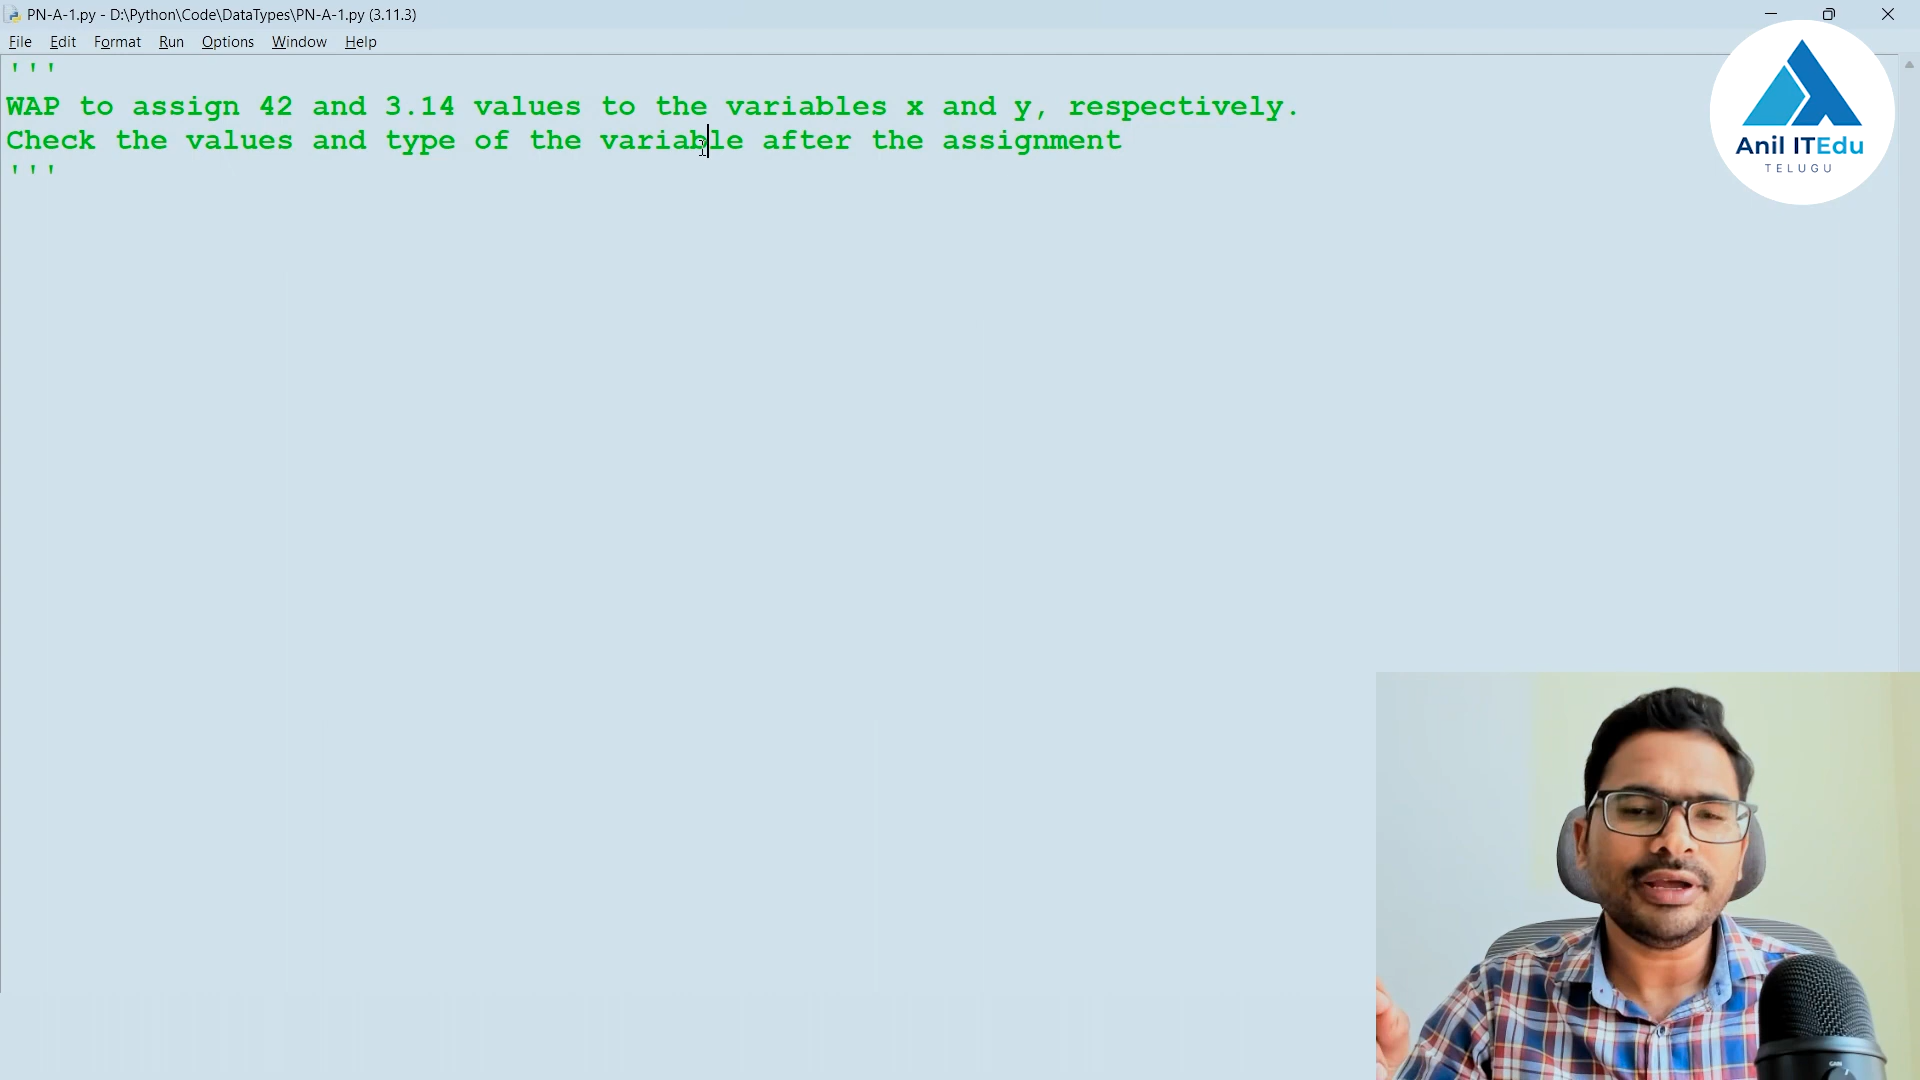 PN-A-1.py - D:\Python\Code\DataTypes\PN-A-1.py (3.11.3)
File Edit Format Run Options Window Help
'''
WAP to assign 42 and 3.14 values to the variables x and y, respectively.
Check the values and type of the variable after the assignment
'''
Anil ITEdu
TELUGU